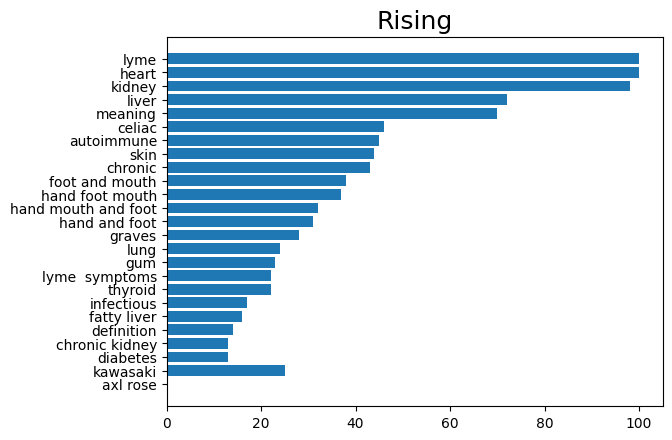 Rising
lyme
heart
kidney
liver
meaning
celiac
autoimmune
skin
chronic
foot and mouth
hand foot mouth
hand mouth and foot
hand and foot
graves
lung
gum
lyme  symptoms
thyroid
infectious
fatty liver
definition
chronic kidney
diabetes
kawasaki
axl rose
0 20 40 60 80 100